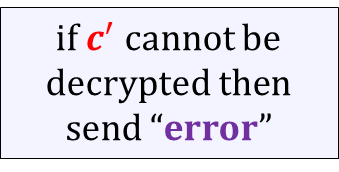 if c′ cannot be
decrypted then
send “error”